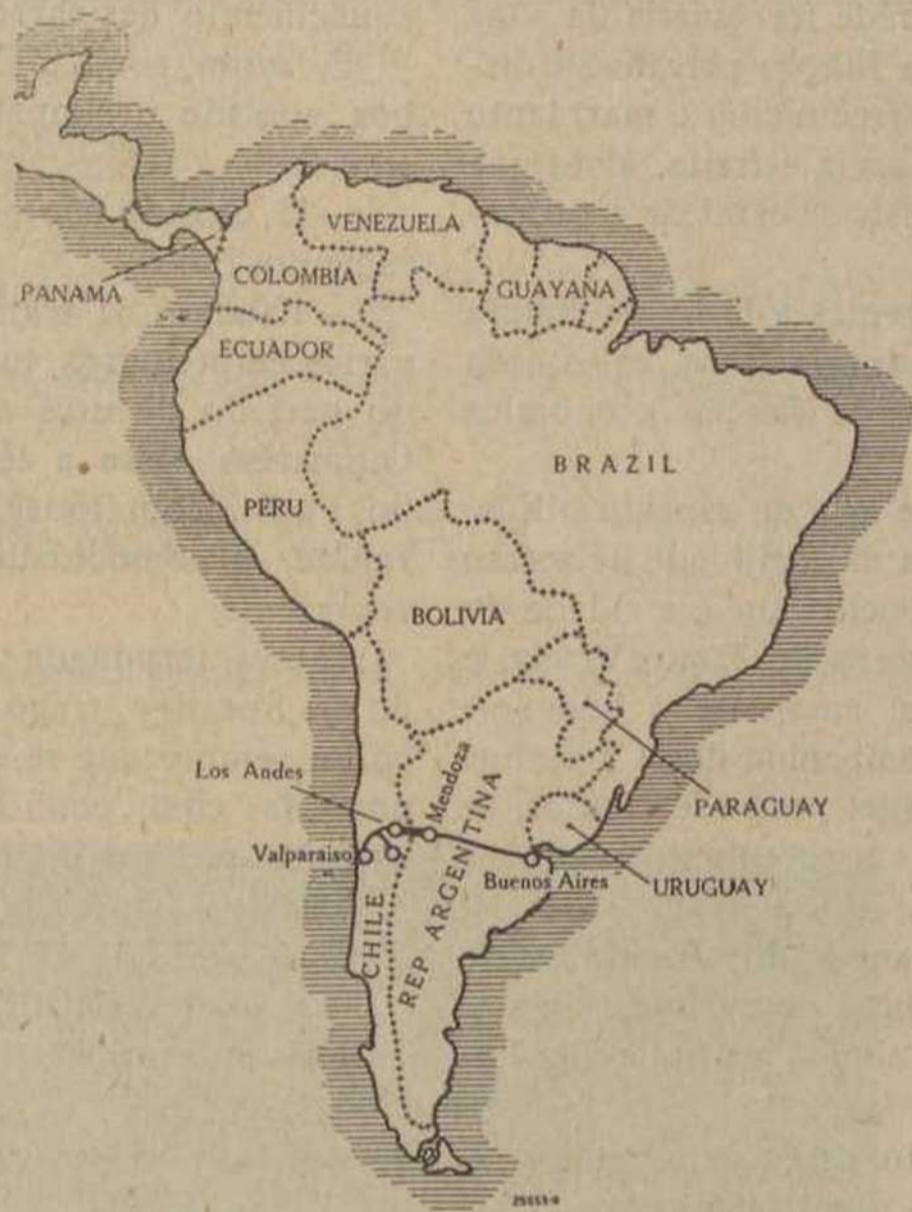 VENEZUELA
COLOMBIA
PANAMA
GUAYANA
ECUADOR
BRAZIL
PERU
BOLIVIA
Los Andes
Mendoza
PARAGUAY
Valparaiso
Buenos Aires
URUGUAY
CHILE
REP ARGENTINA